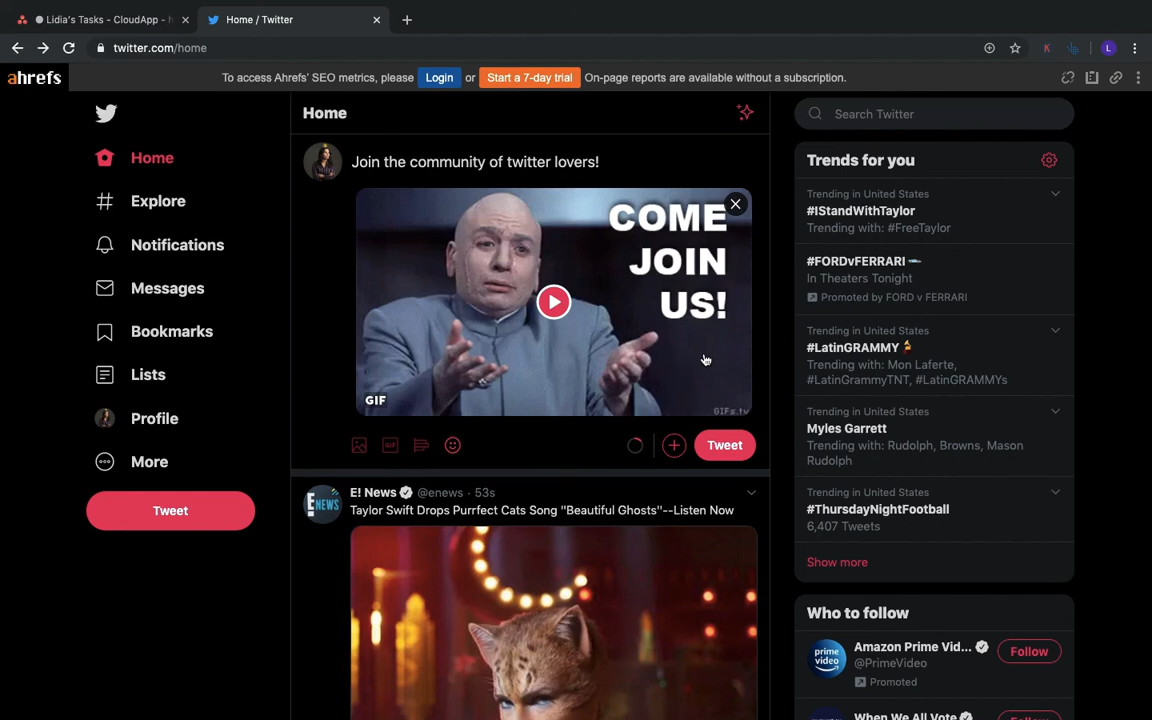 Lidia's Tasks - CloudApp -
Home / Twitter
twitter.com/home
K
L
ahrefs
To access Ahrefs' SEO metrics, please Login or Start a 7-day trial On-page reports are available without a subscription.
Home
Explore
Notifications
Messages
Bookmarks
Lists
Profile
More
Tweet
Home
Join the community of twitter lovers!
COME
JOIN
US!
GIF
GIFs.tv
GIF
Tweet
E! News @enews · 53s
Taylor Swift Drops Purrfect Cats Song "Beautiful Ghosts"--Listen Now
E NEWS
Search Twitter
Trends for you
Trending in United States
#IStandWithTaylor
Trending with: #FreeTaylor
#FORDvFERRARI
In Theaters Tonight
Promoted by FORD v FERRARI
Trending in United States
#LatinGRAMMY
Trending with: Mon Laferte,
#LatinGrammyTNT, #LatinGRAMMYs
Trending in United States
Myles Garrett
Trending with: Rudolph, Browns, Mason
Rudolph
Trending in United States
#ThursdayNightFootball
6,407 Tweets
Show more
Who to follow
prime
video
Amazon Prime Vid...
@PrimeVideo
Promoted
Follow
When We All Vote